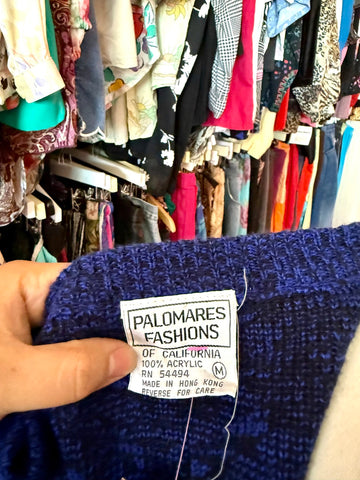 PALOMARES
FASHIONS
OF CALIFORNIA
100% ACRYLIC
RN 54494 M
MADE IN HONG KONG
REVERSE FOR CARE